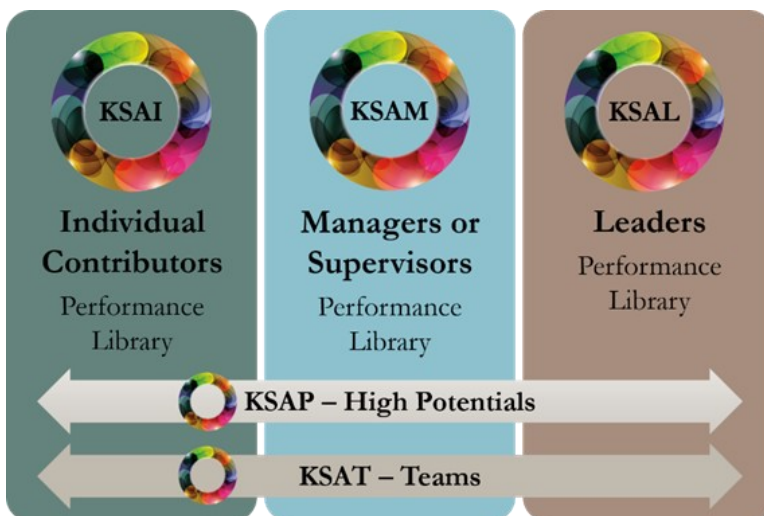 KSAI
Individual
Contributors
Performance
Library
KSAM
Managers or
Supervisors
Performance
Library
KSAL
Leaders
Performance
Library
KSAP – High Potentials
KSAT – Teams